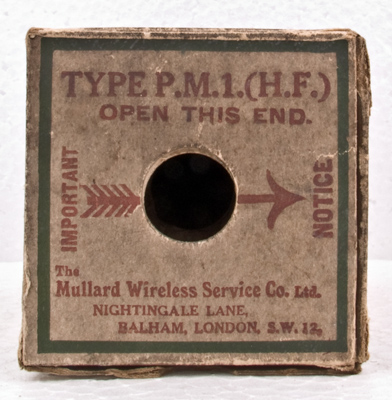 TYPE P.M.1.(H.F.)
OPEN THIS END.
IMPORTANT
NOTICE
The
Mullard Wireless Service Co. Ltd.
NIGHTINGALE LANE,
BALHAM, LONDON, S.W. 12.